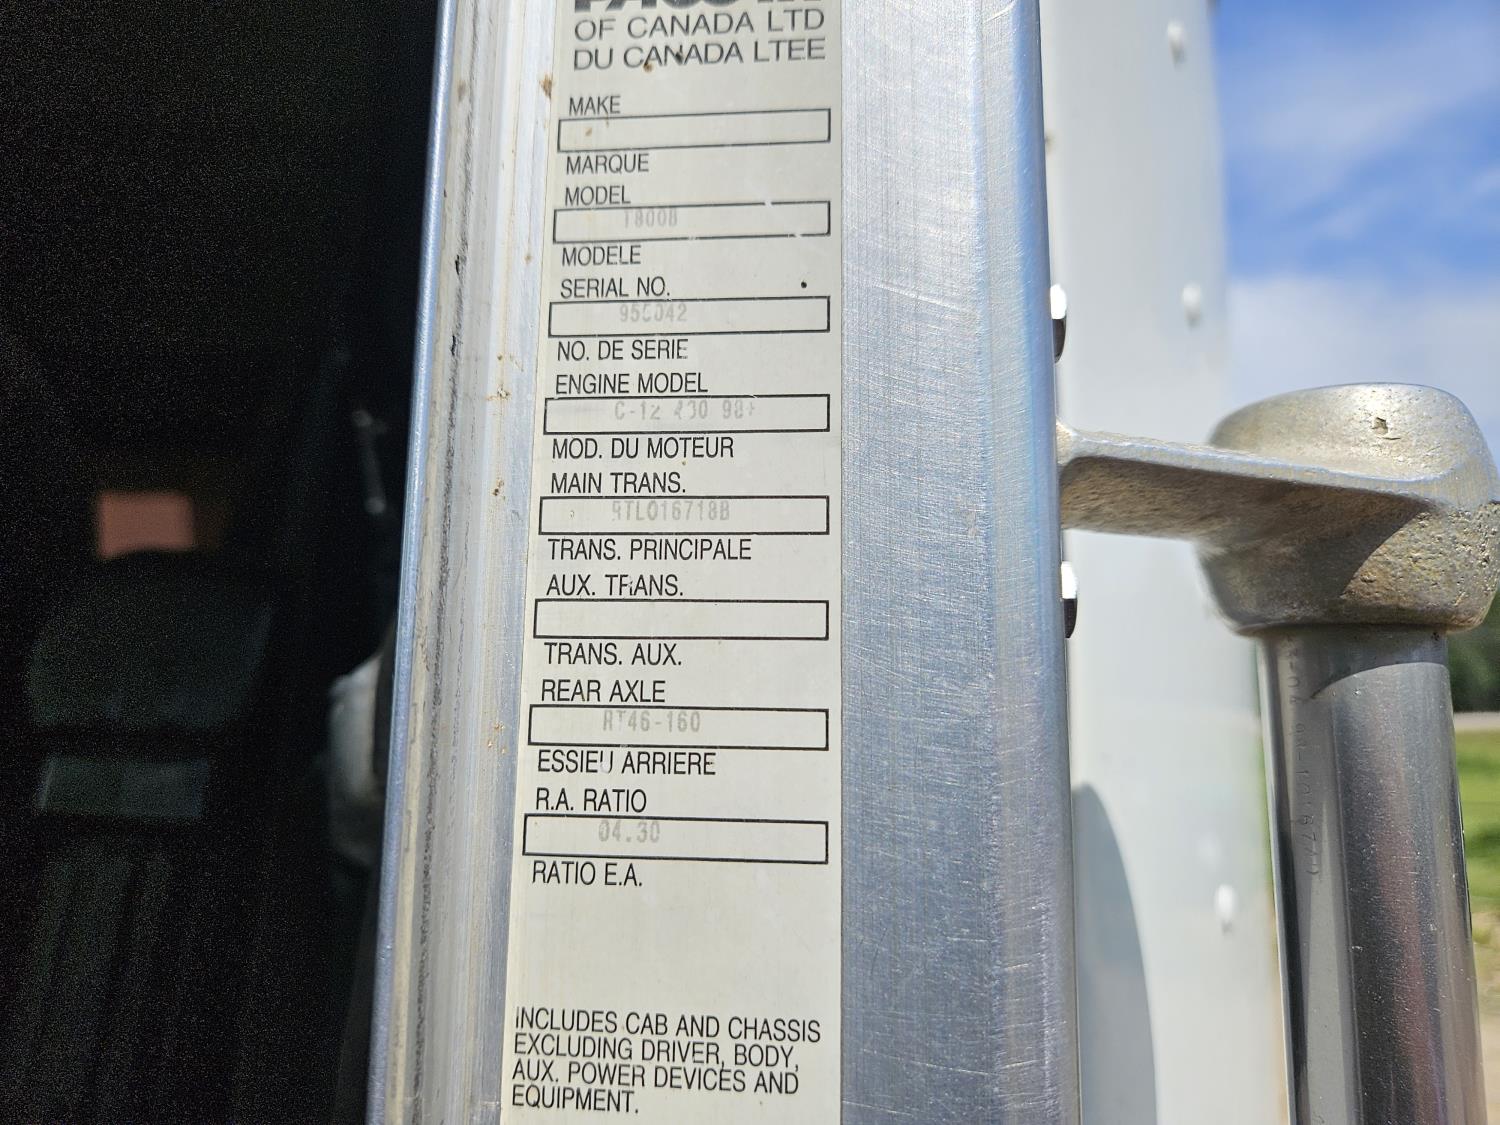 OF CANADA LTD
DU CANADA LTEE
MAKE
MARQUE
MODEL
T800B
MODELE
SERIAL NO.
NO. DE SERIE
ENGINE MODEL
C-12
MOD. DU MOTEUR
MAIN TRANS.
RTLO16718B
TRANS. PRINCIPALE
AUX. TRANS.
TRANS. AUX.
REAR AXLE
RT46-160
ESSIEU ARRIERE
R.A. RATIO
04.30
RATIO E.A.
INCLUDES CAB AND CHASSIS
EXCLUDING DRIVER, BODY,
AUX. POWER DEVICES AND
EQUIPMENT.